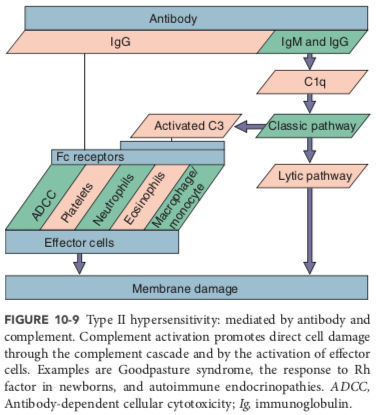 Antibody
IgG
IgM and IgG
C1q
Activated C3
Classic pathway
Fc receptors
Lytic pathway
ADCC
Platelets
Neutrophils
Eosinophils
Macrophage/
monocyte
Effector cells
Membrane damage
FIGURE 10-9 Type II hypersensitivity: mediated by antibody and
complement. Complement activation promotes direct cell damage
through the complement cascade and by the activation of effector
cells. Examples are Goodpasture syndrome, the response to Rh
factor in newborns, and autoimmune endocrinopathies. ADCC,
Antibody-dependent cellular cytotoxicity; Ig, immunoglobulin.